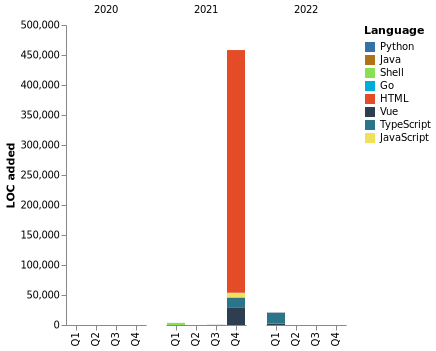 2020 2021 2022
500,000
450,000
400,000
350,000
300,000
250,000
200,000
150,000
100,000
50,000
0
LOC added
Q1 Q2 Q3 Q4 Q1 Q2 Q3 Q4 Q1 Q2 Q3 Q4
Language
Python
Java
Shell
Go
HTML
Vue
TypeScript
JavaScript